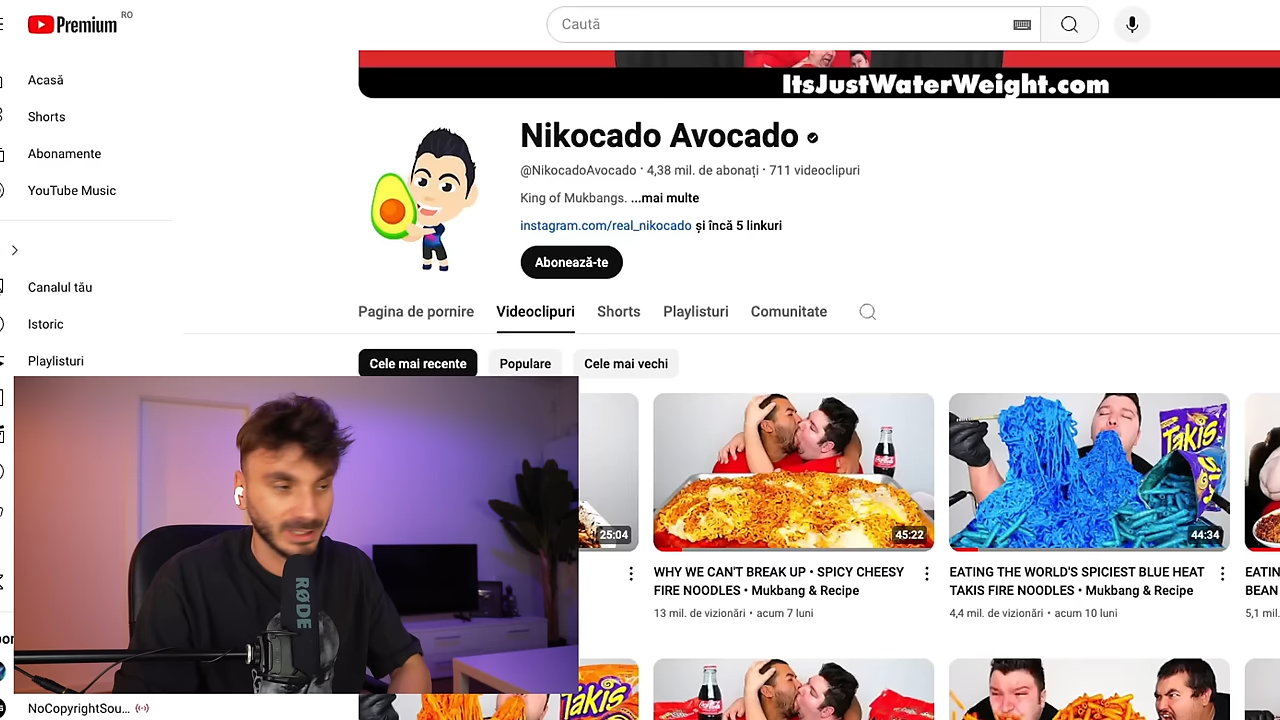 Premium RO
Caută
Acasă
Shorts
Abonamente
YouTube Music
Canalul tău
Istoric
Playlisturi
ItsJustWaterWeight.com
Nikocado Avocado
@NikocadoAvocado · 4,38 mil. de abonați · 711 videoclipuri
King of Mukbangs. ...mai multe
instagram.com/real_nikocado și încă 5 linkuri
Abonează-te
Pagina de pornire Videoclipuri Shorts Playlisturi Comunitate
Cele mai recente Populare Cele mai vechi
TAKIS
25:04 45:22 44:34
WHY WE CAN'T BREAK UP • SPICY CHEESY
FIRE NOODLES • Mukbang & Recipe
13 mil. de vizionări • acum 7 luni
EATING THE WORLD'S SPICIEST BLUE HEAT
TAKIS FIRE NOODLES • Mukbang & Recipe
4,4 mil. de vizionări • acum 10 luni
EATIN
BEAN
5,1 mil.
RØDE
TAKIS
NoCopyrightSou...